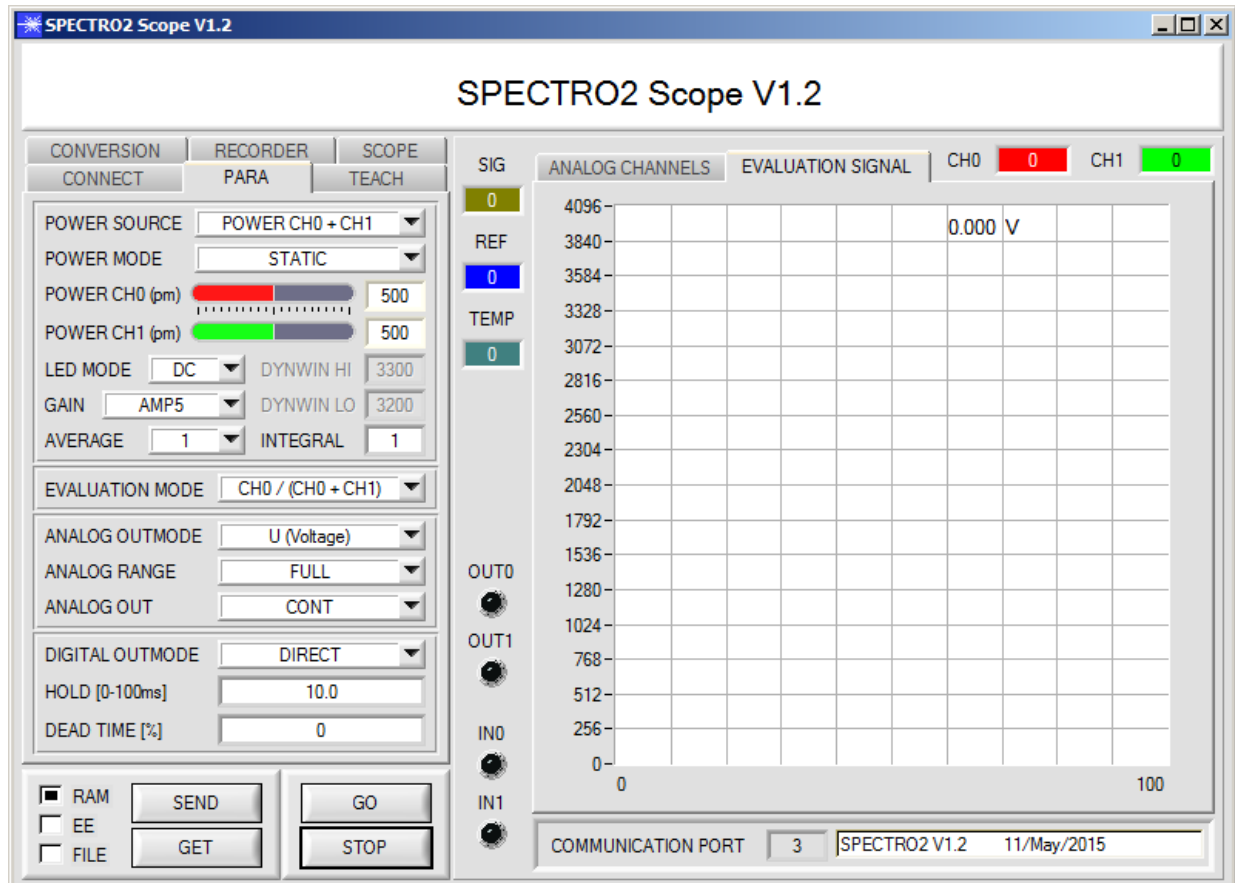 SPECTRO2 Scope V1.2
SPECTRO2 Scope V1.2
CONVERSION RECORDER SCOPE
CONNECT PARA TEACH
POWER SOURCE POWER CH0 + CH1
POWER MODE STATIC
POWER CH0 (pm) 500
POWER CH1 (pm) 500
LED MODE DC DYNWIN HI 3300
GAIN AMP5 DYNWIN LO 3200
AVERAGE 1 INTEGRAL 1
EVALUATION MODE CH0 / (CH0 + CH1)
ANALOG OUTMODE U (Voltage)
ANALOG RANGE FULL
ANALOG OUT CONT
DIGITAL OUTMODE DIRECT
HOLD [0-100ms] 10.0
DEAD TIME [%] 0
RAM
EE
FILE
SEND
GET
GO
STOP
SIG
0
REF
0
TEMP
0
OUT0
OUT1
IN0
IN1
ANALOG CHANNELS EVALUATION SIGNAL CH0 0 CH1 0
0.000 V
4096
3840
3584
3328
3072
2816
2560
2304
2048
1792
1536
1280
1024
768
512
256
0
0 100
COMMUNICATION PORT 3 SPECTRO2 V1.2 11/May/2015